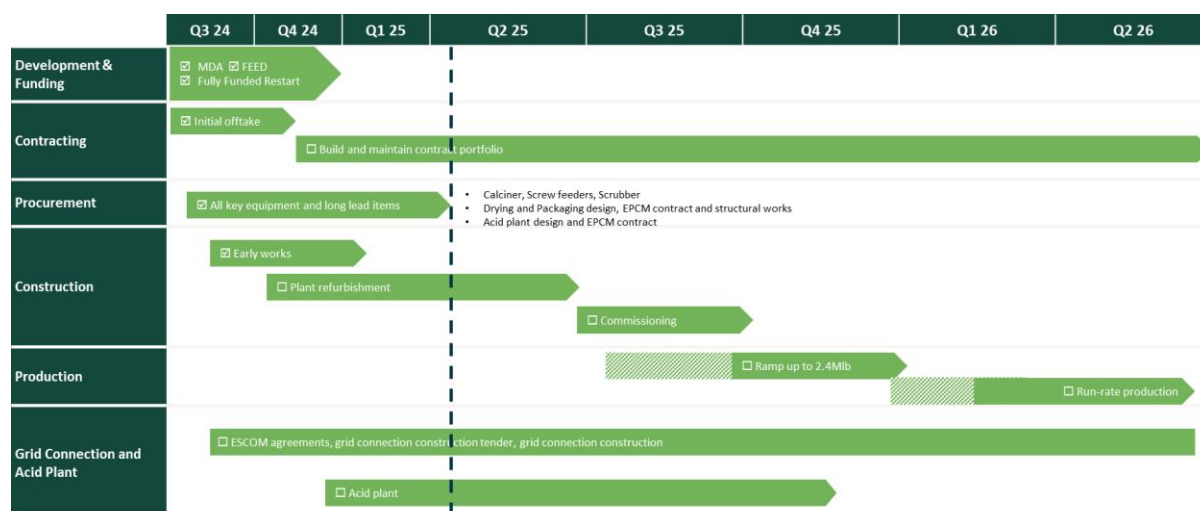 Q3 24 Q4 24 Q1 25 Q2 25 Q3 25 Q4 25 Q1 26 Q2 26
Development &
Funding
☑ MDA ☑ FEED
☑ Fully Funded Restart
Contracting
☑ Initial offtake
☐ Build and maintain contract portfolio
Procurement
☑ All key equipment and long lead items
• Calciner, Screw feeders, Scrubber
• Drying and Packaging design, EPCM contract and structural works
• Acid plant design and EPCM contract
Construction
☑ Early works
☐ Plant refurbishment
☐ Commissioning
Production
☐ Ramp up to 2.4Mlb
☐ Run-rate production
Grid Connection and
Acid Plant
☐ ESCOM agreements, grid connection construction tender, grid connection construction
☐ Acid plant